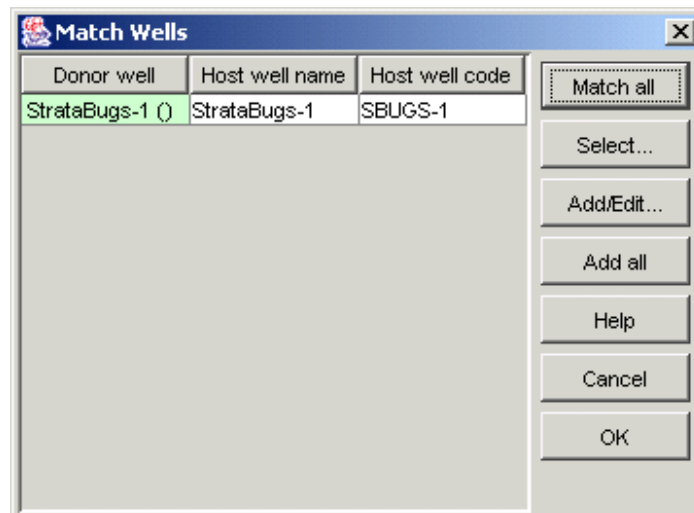 Match Wells
Donor well Host well name Host well code
StrataBugs-1 () StrataBugs-1 SBUGS-1
Match all
Select...
Add/Edit...
Add all
Help
Cancel
OK